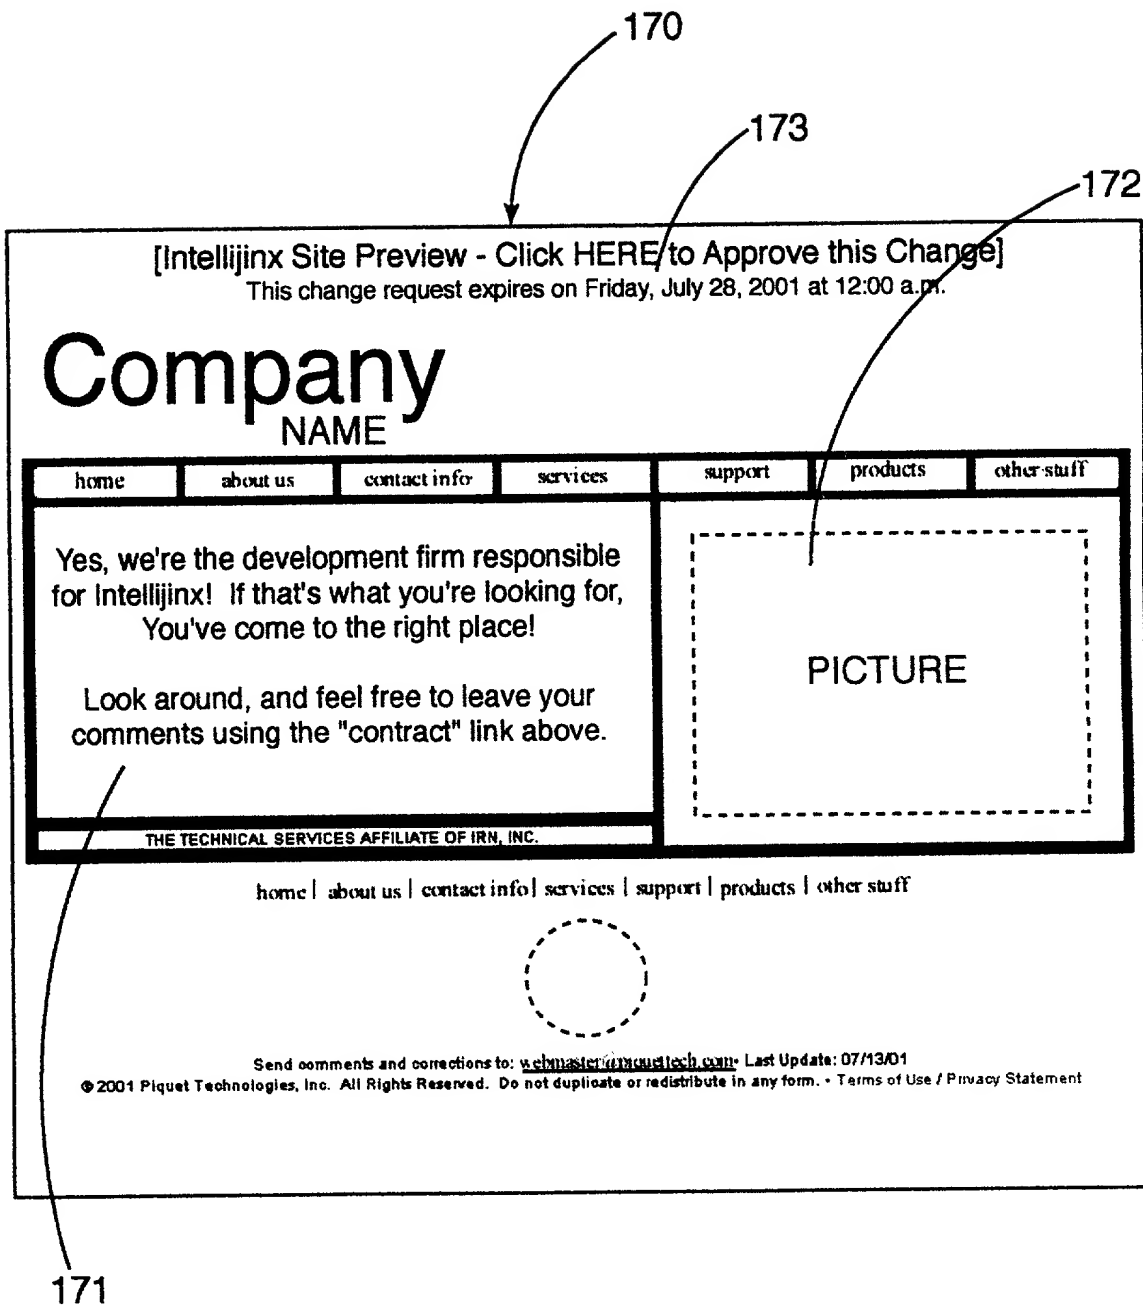 170
173
172
[Intellijinx Site Preview - Click HERE to Approve this Change]
This change request expires on Friday, July 28, 2001 at 12:00 a.m.
Company
NAME
home about us contact info services support products other stuff
Yes, we're the development firm responsible
for Intellijinx! If that's what you're looking for,
You've come to the right place!
PICTURE
Look around, and feel free to leave your
comments using the "contract" link above.
THE TECHNICAL SERVICES AFFILIATE OF IRN, INC.
home | about us | contact info | services | support | products | other stuff
Send comments and corrections to: webmaster@piquettech.com • Last Update: 07/13/01
© 2001 Piquet Technologies, Inc. All Rights Reserved. Do not duplicate or redistribute in any form. • Terms of Use / Privacy Statement
171